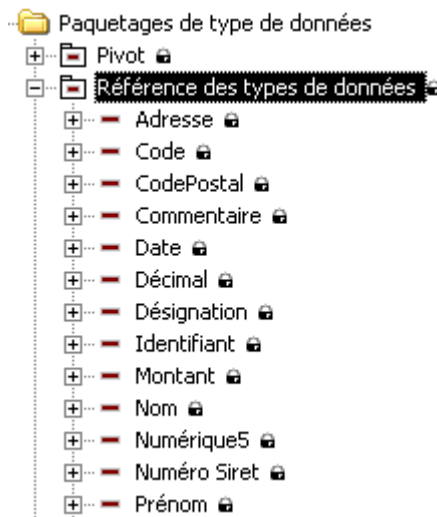 Paquetages de type de données
Pivot
Référence des types de données
Adresse
Code
CodePostal
Commentaire
Date
Décimal
Désignation
Identifiant
Montant
Nom
Numérique5
Numéro Siret
Prénom